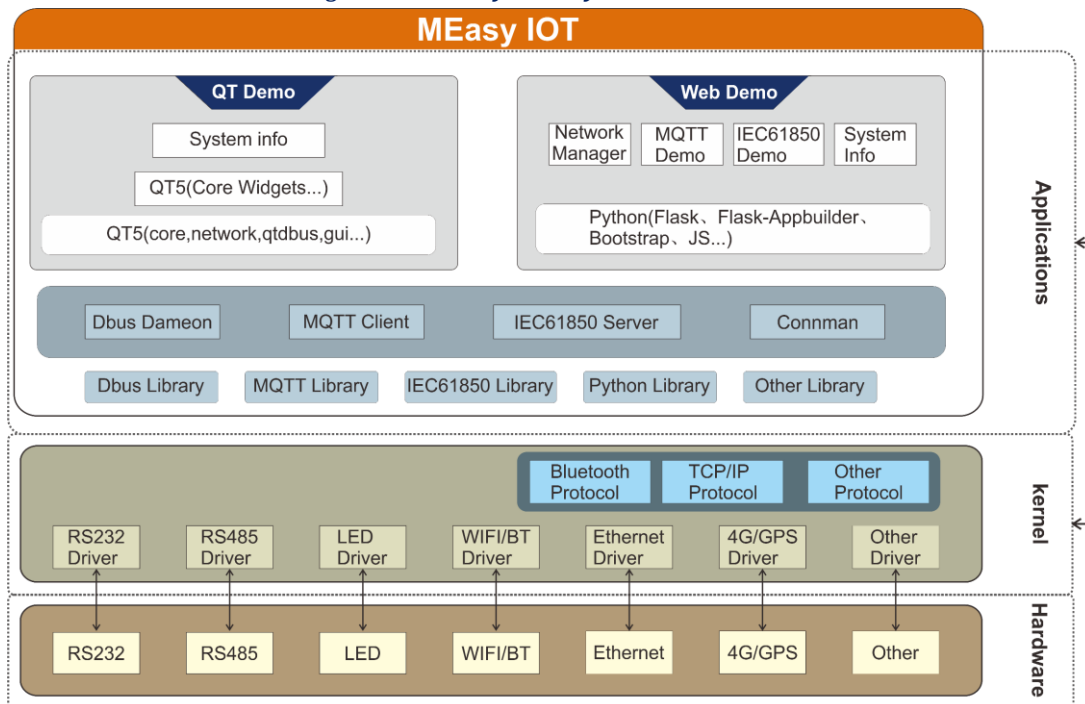 MEasy IOT
QT Demo
System info
QT5(Core Widgets...)
QT5(core,network,qtdbus,gui...)
Web Demo
Network
Manager
MQTT
Demo
IEC61850
Demo
System
Info
Python(Flask、Flask-Appbuilder、
Bootstrap、JS...)
Applications
Dbus Dameon
MQTT Client
IEC61850 Server
Connman
Dbus Library
MQTT Library
IEC61850 Library
Python Library
Other Library
Bluetooth
Protocol
TCP/IP
Protocol
Other
Protocol
kernel
RS232
Driver
RS485
Driver
LED
Driver
WIFI/BT
Driver
Ethernet
Driver
4G/GPS
Driver
Other
Driver
RS232
RS485
LED
WIFI/BT
Ethernet
4G/GPS
Other
Hardware